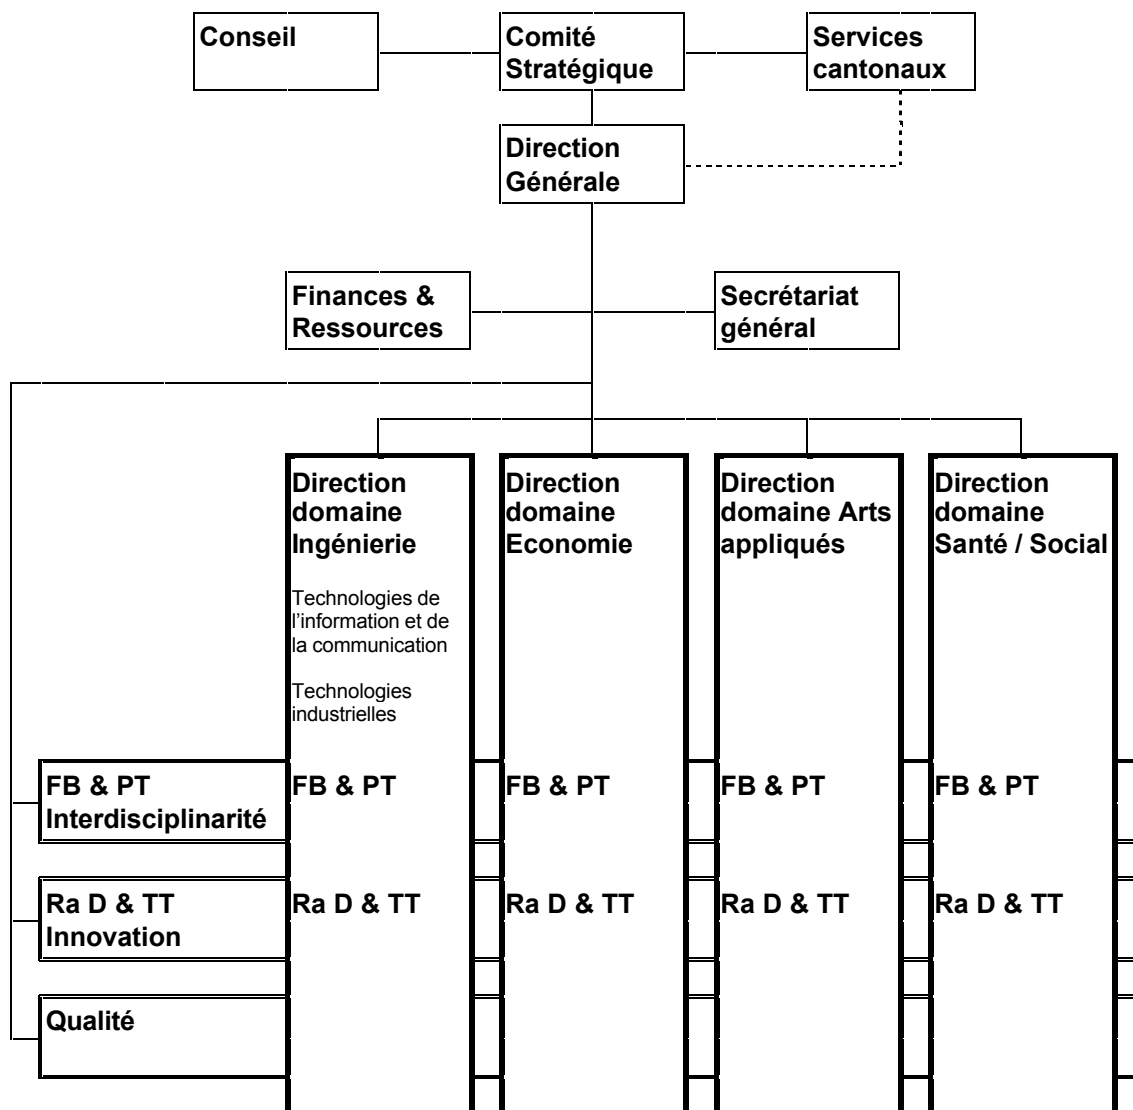 Conseil
Comité
Stratégique
Services
cantonaux
Direction
Générale
Finances &
Ressources
Secrétariat
général
Direction
domaine
Ingénierie
Technologies de
l'information et de
la communication
Technologies
industrielles
Direction
domaine
Economie
Direction
domaine Arts
appliqués
Direction
domaine
Santé / Social
FB & PT
Interdisciplinarité
FB & PT
FB & PT
FB & PT
FB & PT
Ra D & TT
Innovation
Ra D & TT
Ra D & TT
Ra D & TT
Ra D & TT
Qualité